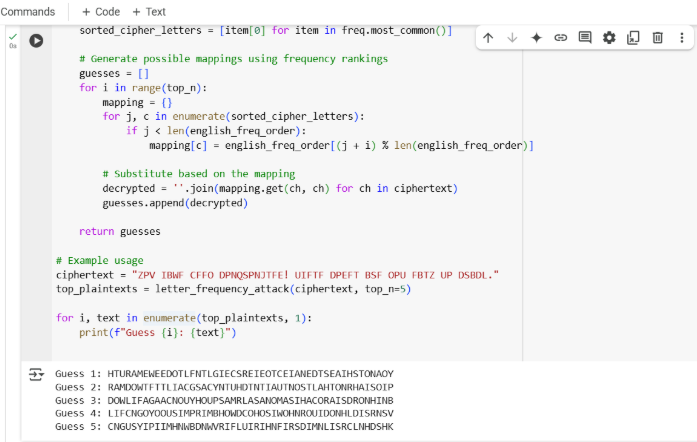 Commands + Code + Text
0s
sorted_cipher_letters = [item[0] for item in freq.most_common()]
# Generate possible mappings using frequency rankings
guesses = []
for i in range(top_n):
mapping = {}
for j, c in enumerate(sorted_cipher_letters):
if j < len(english_freq_order):
mapping[c] = english_freq_order[(j + i) % len(english_freq_order)]
# Substitute based on the mapping
decrypted = ''.join(mapping.get(ch, ch) for ch in ciphertext)
guesses.append(decrypted)
return guesses
# Example usage
ciphertext = "ZPV IBWF CFFO DPNQSPNJTFE! UIFTF DPEFT BSF OPU FBTZ UP DSBDL."
top_plaintexts = letter_frequency_attack(ciphertext, top_n=5)
for i, text in enumerate(top_plaintexts, 1):
print(f"Guess {i}: {text}")
Guess 1: HTURAMEWEEDOTLFNTLGIECSREIEOTCEIANEDTSEAIHSTONAOY
Guess 2: RAMDOWTFTTLIACGSACYNTUHDTNTIAUTNOSTLAHTONRHAISOIP
Guess 3: DOWLIFAGAACNOUYHOUPSAMRLASANOMASIHACORAISDRONHINB
Guess 4: LIFCNGOYOOUSIMPRIMBHOWDCOHOSIWOHNROUIDONHLDISRNSV
Guess 5: CNGUSYIPIIMHNWBDNWVRIFLUIRIHNFIRSDIMNLISRCLNHDSHK